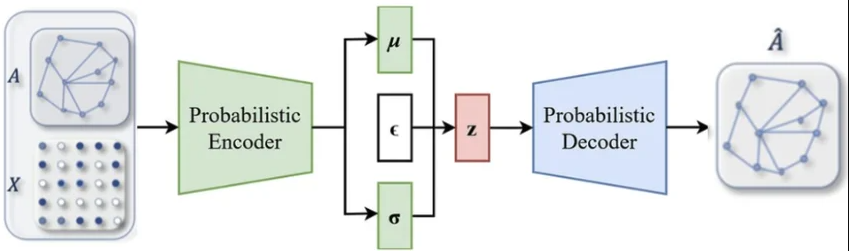 A
X
Probabilistic
Encoder
μ
ϵ
σ
z
Probabilistic
Decoder
Â